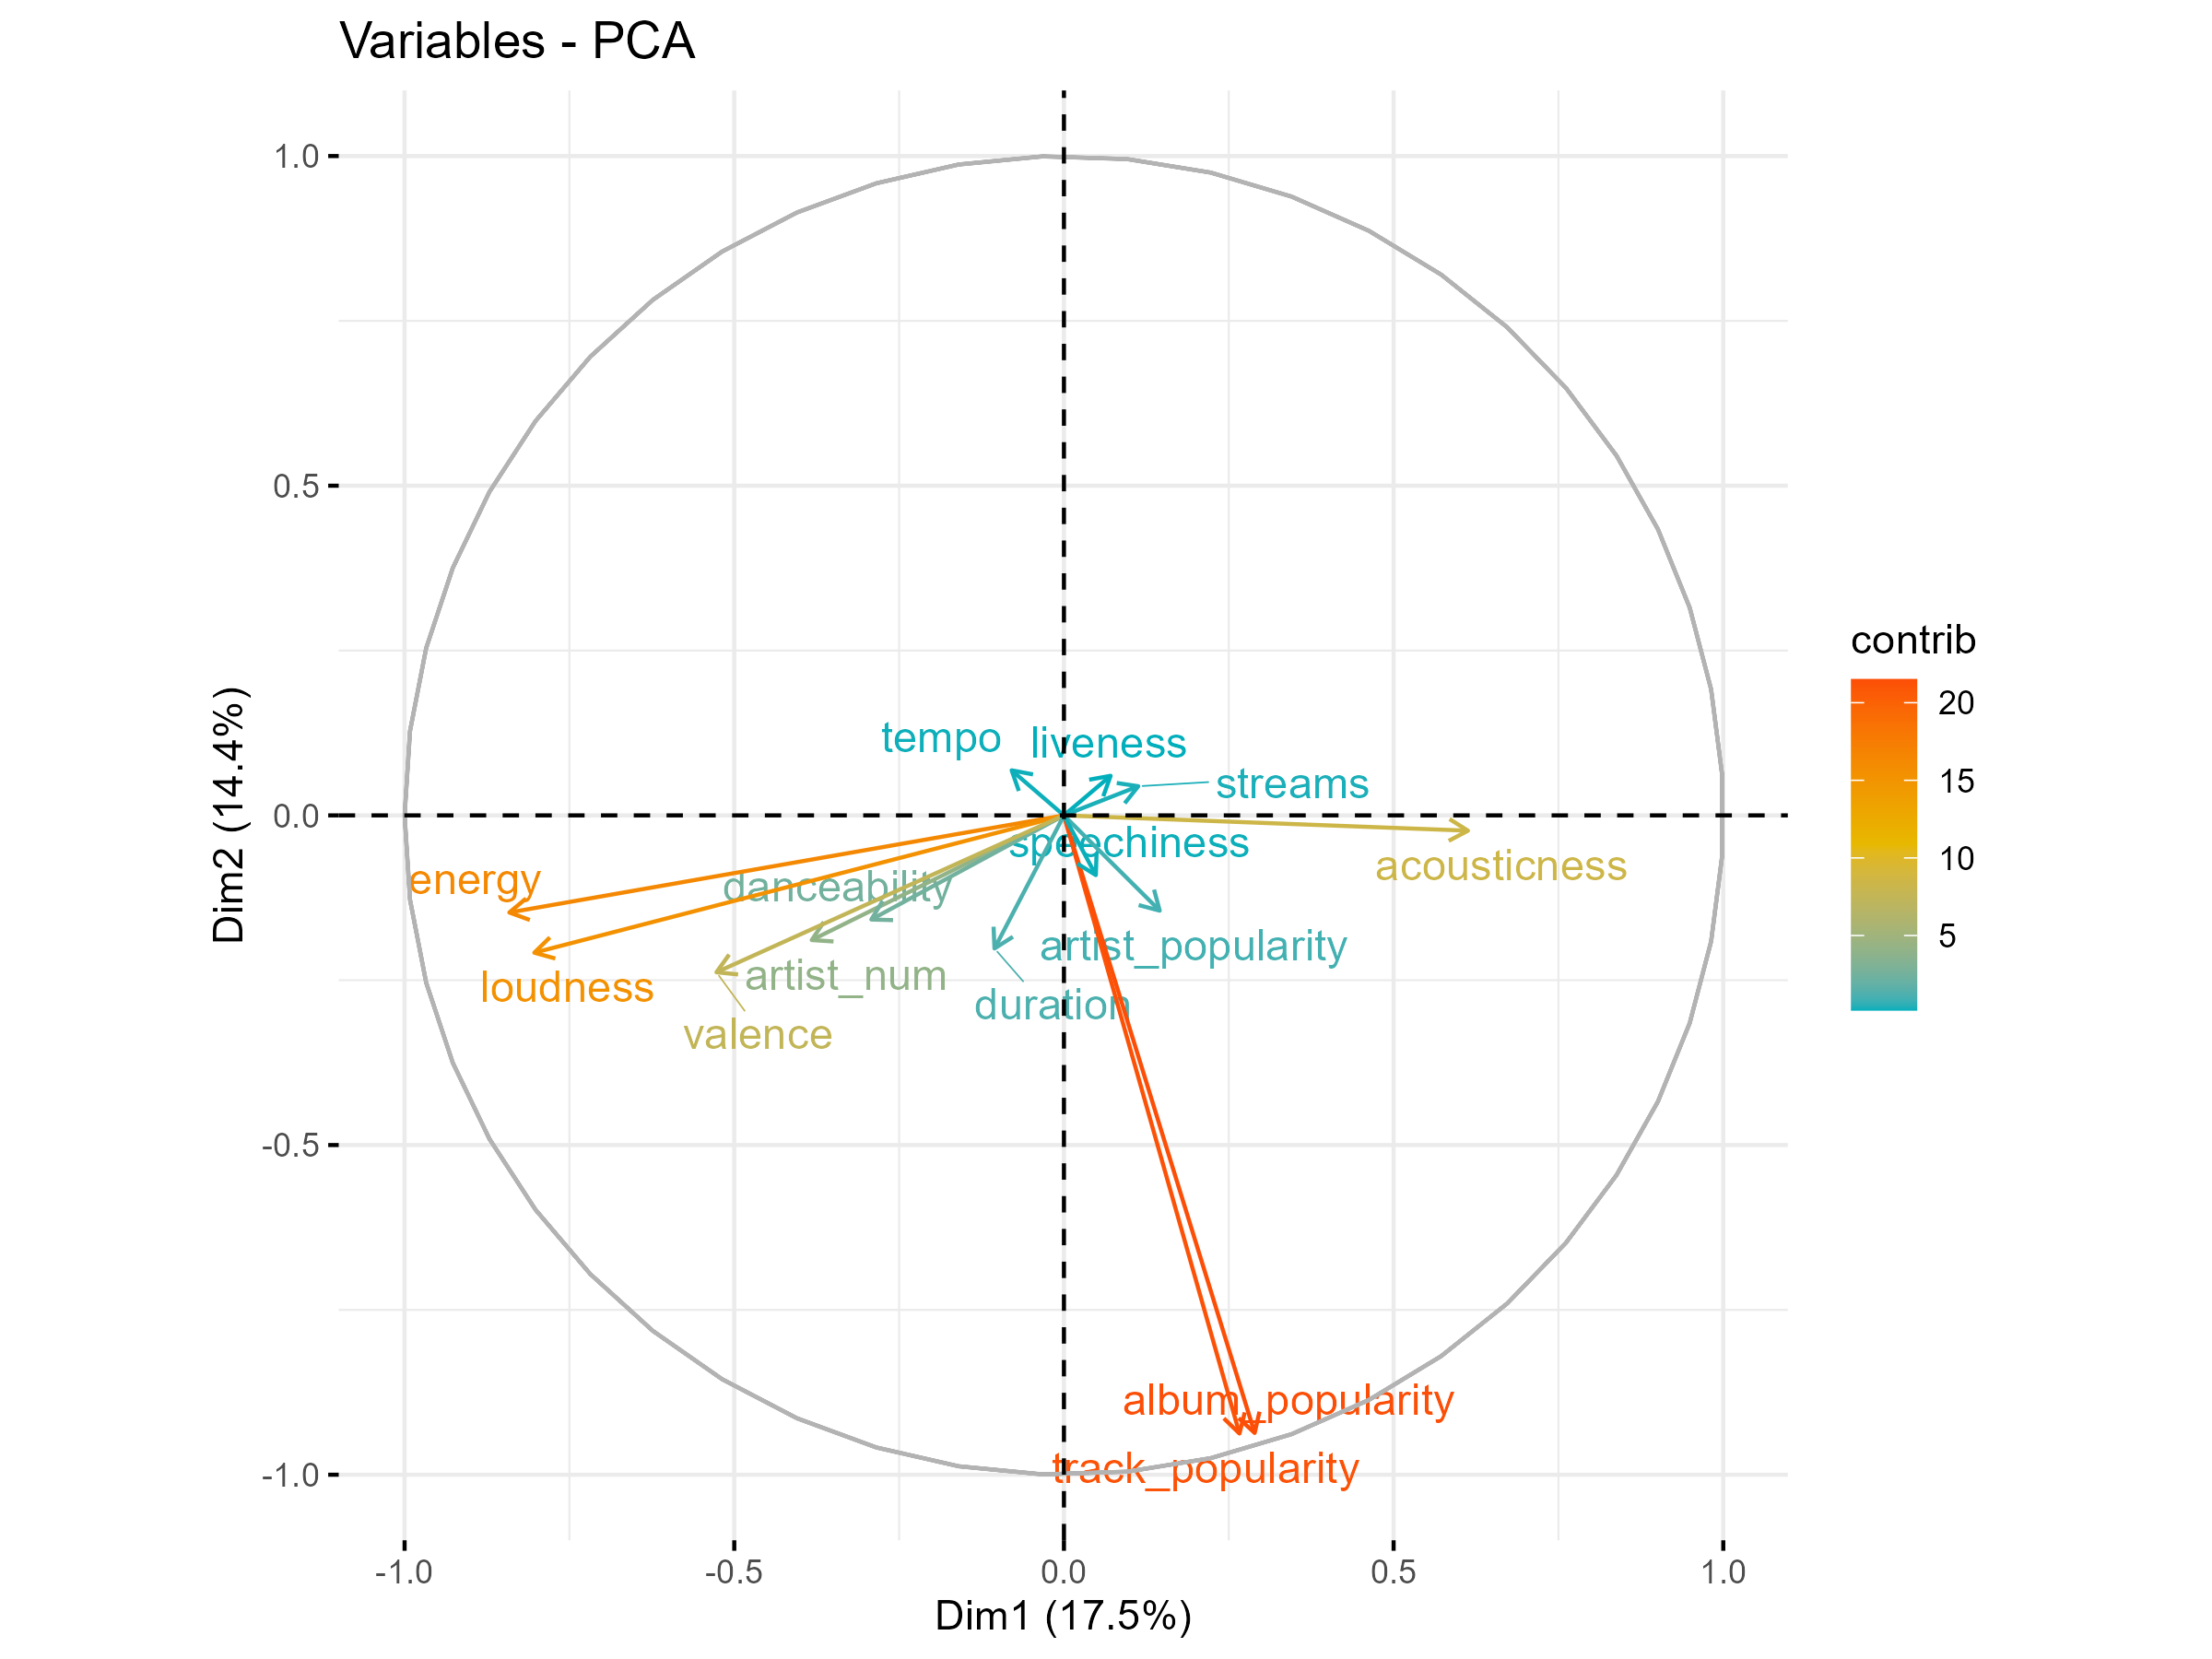 Variables - PCA
1.0
0.5
0.0
-0.5
-1.0
Dim2 (14.4%)
tempo
liveness
streams
speechiness
acousticness
energy
danceability
loudness
artist_num
valence
artist_popularity
duration
album_popularity
track_popularity
-1.0
-0.5
0.0
0.5
1.0
Dim1 (17.5%)
contrib
20
15
10
5